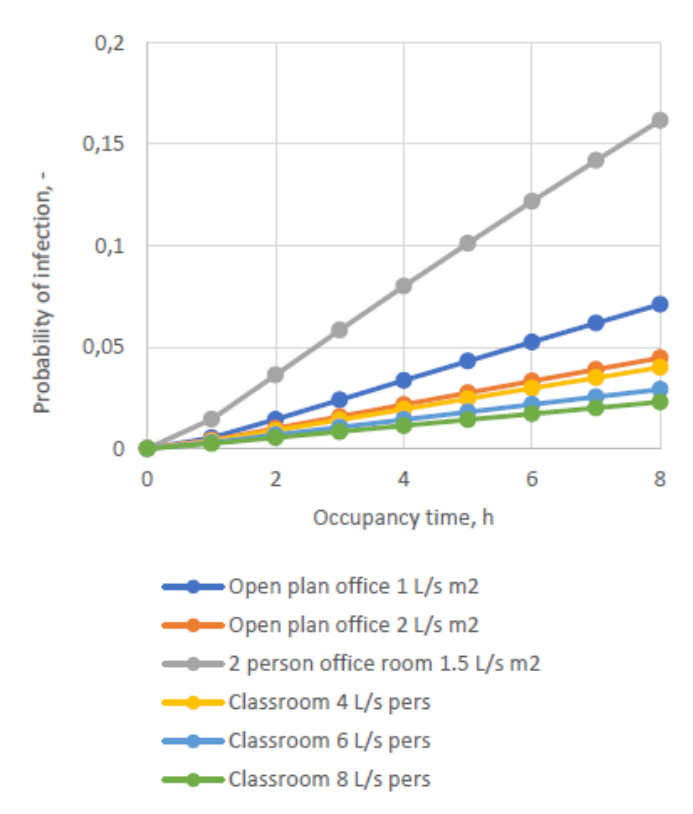 0,2
0,15
0,1
0,05
0
Probability of infection, -
0 2 4 6 8
Occupancy time, h
Open plan office 1 L/s m2
Open plan office 2 L/s m2
2 person office room 1.5 L/s m2
Classroom 4 L/s pers
Classroom 6 L/s pers
Classroom 8 L/s pers